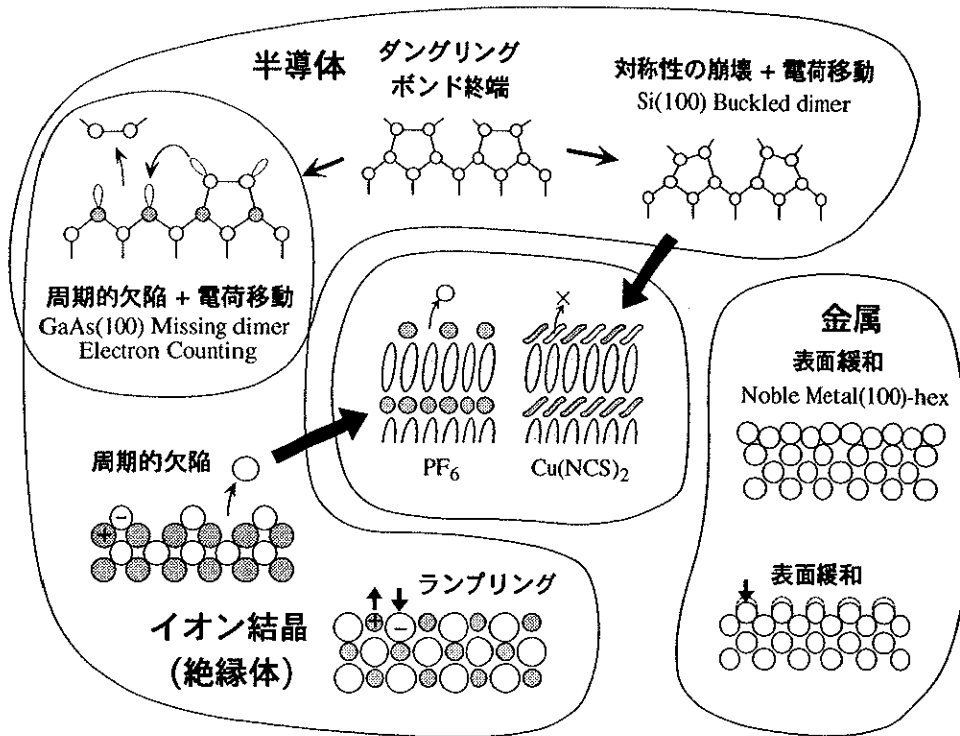 半導体
ダングリング
ボンド終端
対称性の崩壊 + 電荷移動
Si(100) Buckled dimer
周期的欠陥 + 電荷移動
GaAs(100) Missing dimer
Electron Counting
×
PF6
Cu(NCS)2
金属
表面緩和
Noble Metal(100)-hex
周期的欠陥
−
+
イオン結晶
(絶縁体)
ランプリング
+
−
表面緩和